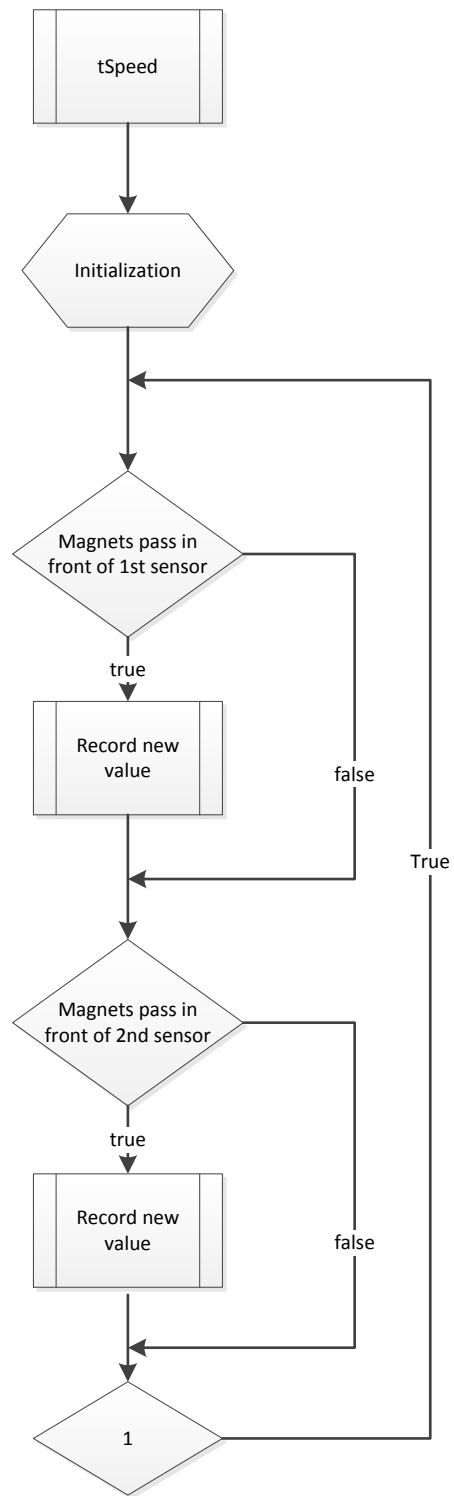 tSpeed
Initialization
Magnets pass in
front of 1st sensor
true
Record new
value
false
True
Magnets pass in
front of 2nd sensor
true
Record new
value
false
1